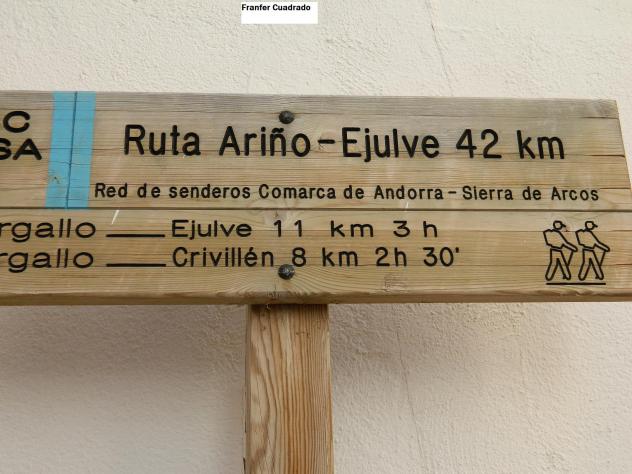 Franfer Cuadrado
C
SA
Ruta Ariño-Ejulve 42 km
Red de senderos Comarca de Andorra-Sierra de Arcos
rgallo Ejulve 11 km 3 h
rgallo Crivillén 8 km 2h 30'